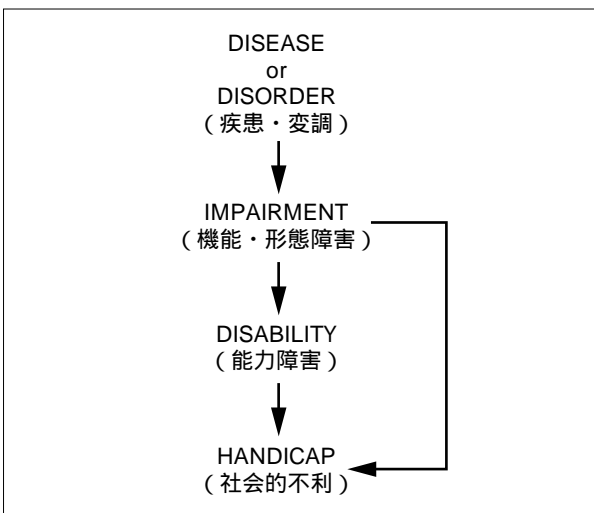 DISEASE
or
DISORDER
（疾患・変調）
IMPAIRMENT
（機能・形態障害）
DISABILITY
（能力障害）
HANDICAP
（社会的不利）